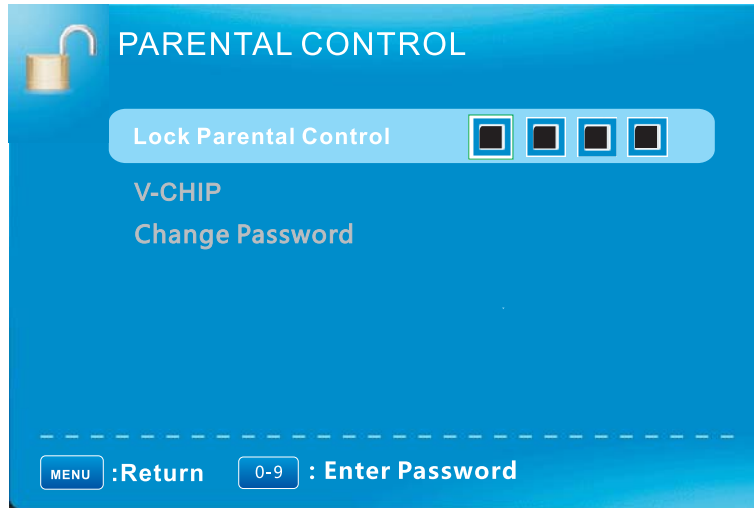 PARENTAL CONTROL
Lock Parental Control
V-CHIP
Change Password
MENU :Return 0-9 : Enter Password